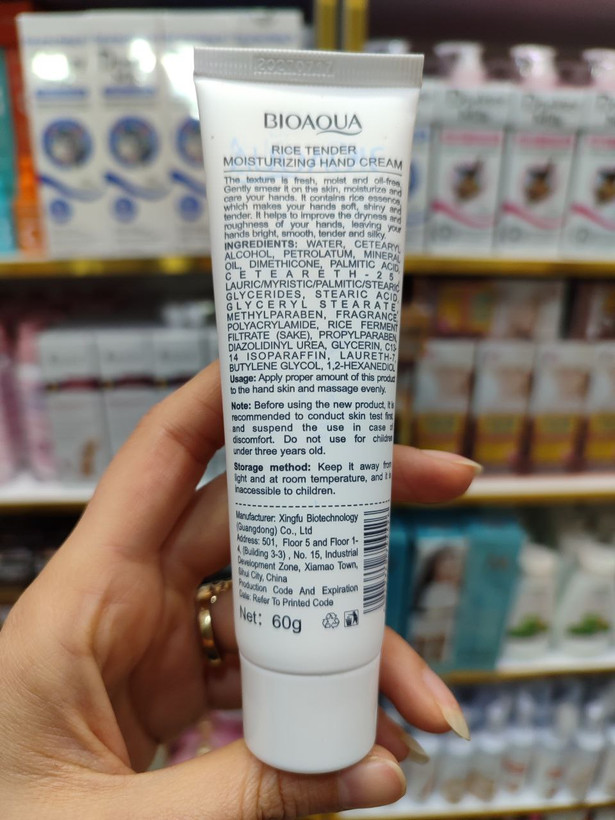 BIOAQUA
RICE TENDER
MOISTURIZING HAND CREAM
The texture is fresh, moist and oil-free.
Gently smear it on the skin, moisturize and
care your hands. It contains rice essence,
which makes your hands soft, shiny and
tender. It helps to improve the dryness and
roughness of your hands, leaving your
hands bright, smooth, tender and silky.
INGREDIENTS: WATER, CETEARYL
ALCOHOL, PETROLATUM, MINERAL
OIL, DIMETHICONE, PALMITIC ACID,
CETEARETH-25,
LAURIC/MYRISTIC/PALMITIC/STEARIC
GLYCERIDES, STEARIC ACID,
GLYCERYL STEARATE,
METHYLPARABEN, FRAGRANCE,
POLYACRYLAMIDE, RICE FERMENT
FILTRATE (SAKE), PROPYLPARABEN,
DIAZOLIDINYL UREA, GLYCERIN, C13-
14 ISOPARAFFIN, LAURETH-7,
BUTYLENE GLYCOL, 1,2-HEXANEDIOL
Usage: Apply proper amount of this product
to the hand skin and massage evenly.
Note: Before using the new product, it is
recommended to conduct skin test first
and suspend the use in case of
discomfort. Do not use for children
under three years old.
Storage method: Keep it away from
light and at room temperature, and it is
inaccessible to children.
Manufacturer: Xingfu Biotechnology
(Guangdong) Co., Ltd
Address: 501, Floor 5 and Floor 1-
4, (Building 3-3) , No. 15, Industrial
Development Zone, Xiamao Town,
Sihui City, China
Production Code And Expiration
Date: Refer To Printed Code
Net: 60g